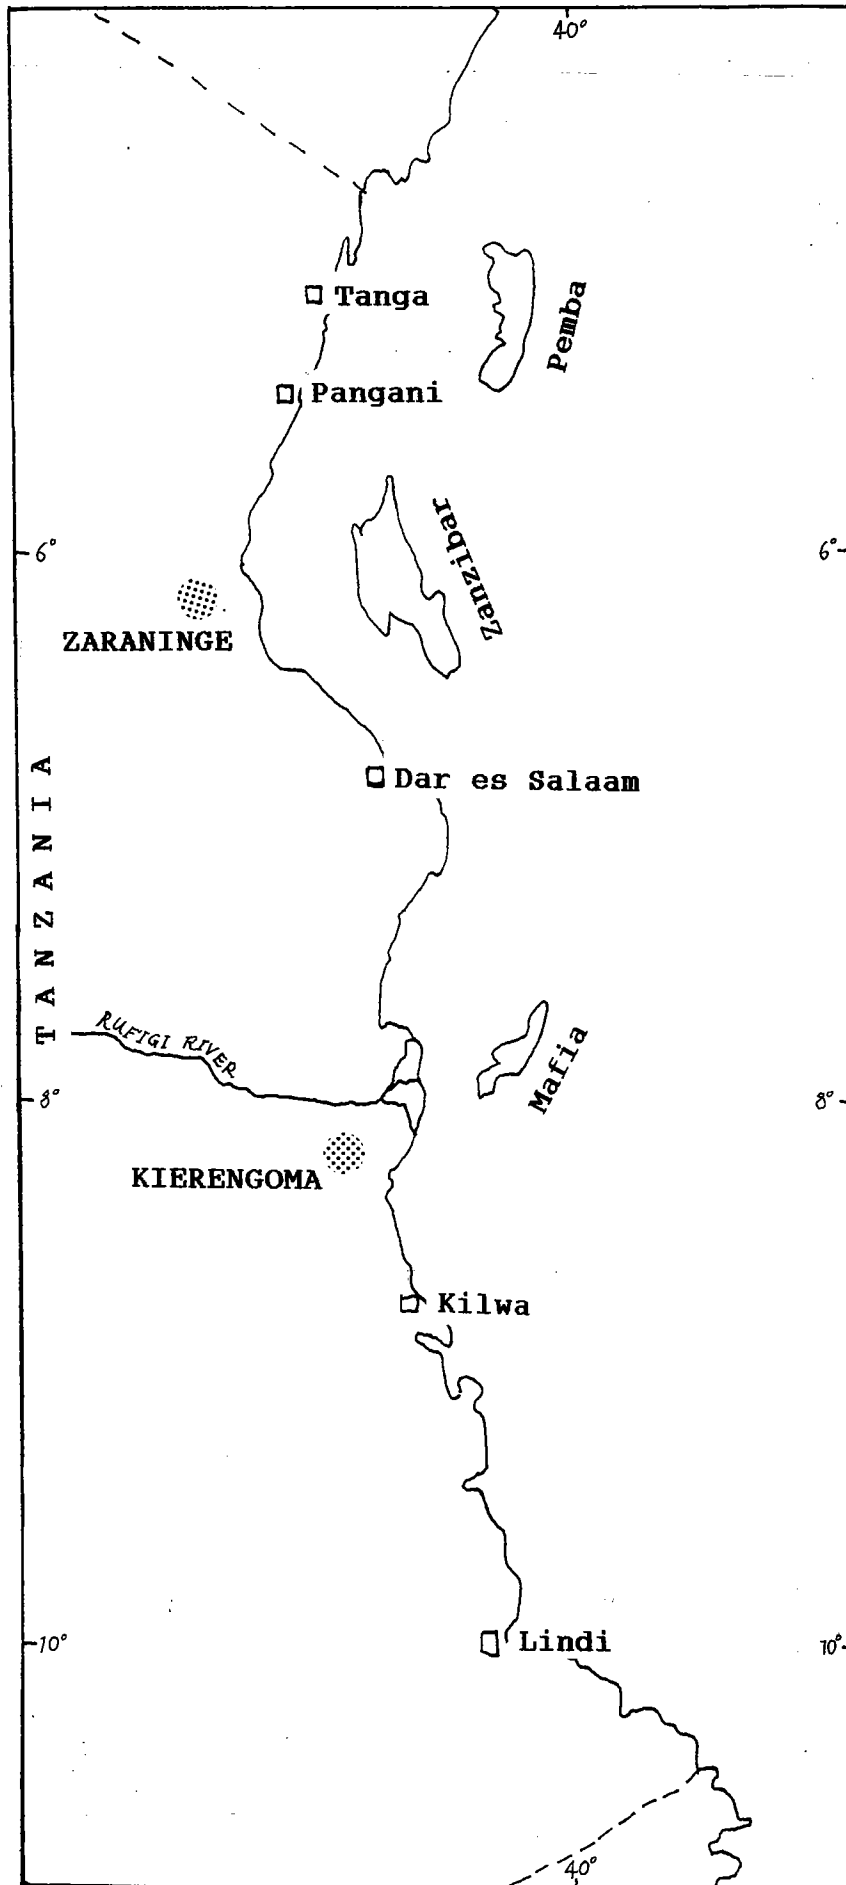 40°
Tanga
Pemba
Pangani
Zanzibar
6°
6°
ZARANINGE
Dar es Salaam
TANZANIA
RUFIGI RIVER
Mafia
8°
8°
KIERENGOMA
Kilwa
10°
Lindi
10°
40°